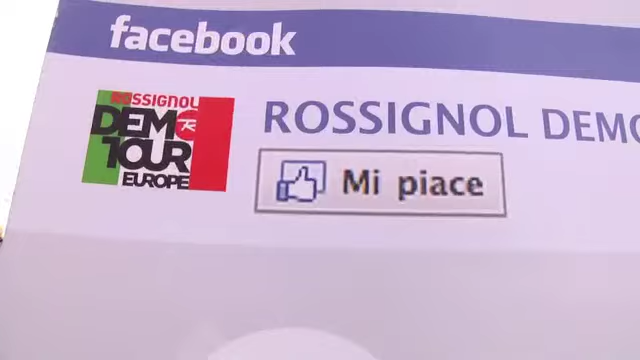 facebook
ROSSIGNOL
DEMO
TOUR
EUROPE
ROSSIGNOL DEMO
Mi piace